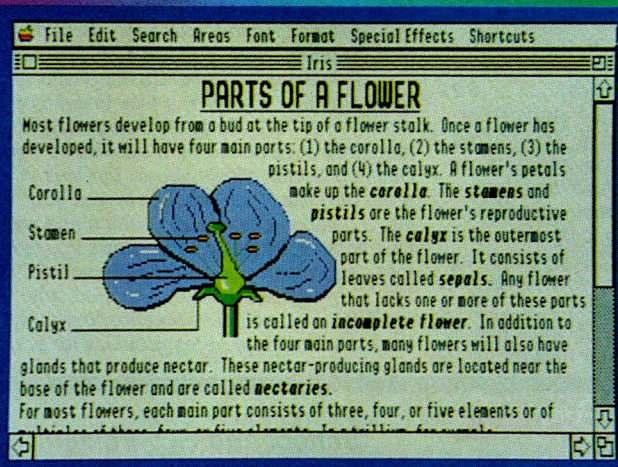 File Edit Search Areas Font Format Special Effects Shortcuts
Iris
PARTS OF A FLOWER
Most flowers develop from a bud at the tip of a flower stalk. Once a flower has
developed, it will have four main parts: (1) the corolla, (2) the stamens, (3) the
pistils, and (4) the calyx. A flower's petals
make up the corolla. The stamens and
pistils are the flower's reproductive
parts. The calyx is the outermost
part of the flower. It consists of
leaves called sepals. Any flower
that lacks one or more of these parts
is called an incomplete flower. In addition to
the four main parts, many flowers will also have
glands that produce nectar. These nectar-producing glands are located near the
base of the flower and are called nectaries.
For most flowers, each main part consists of three, four, or five elements or of
Corolla
Stamen
Pistil
Calyx